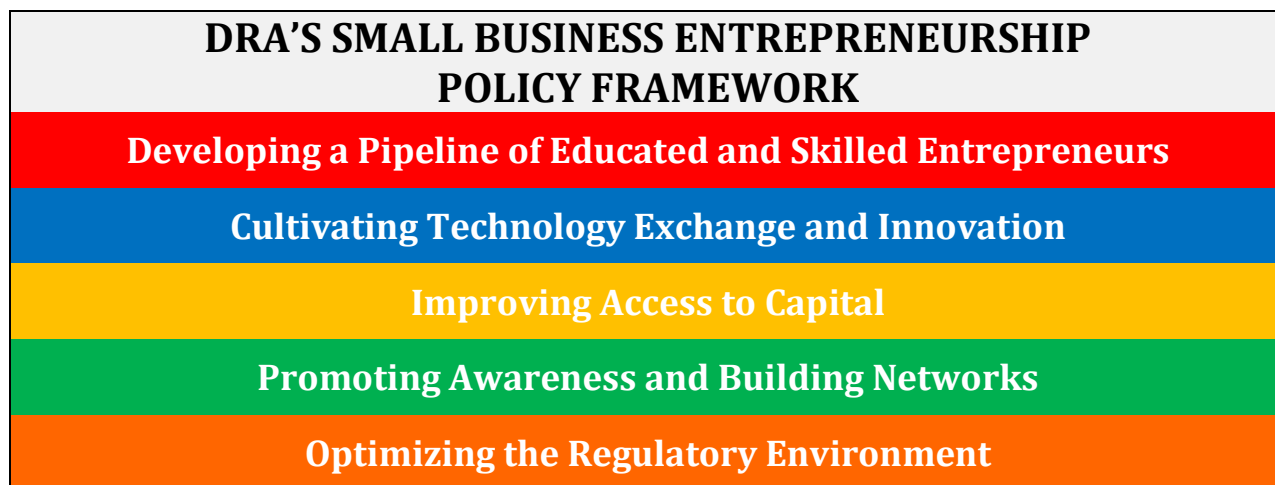 DRA’S SMALL BUSINESS ENTREPRENEURSHIP
POLICY FRAMEWORK
Developing a Pipeline of Educated and Skilled Entrepreneurs
Cultivating Technology Exchange and Innovation
Improving Access to Capital
Promoting Awareness and Building Networks
Optimizing the Regulatory Environment